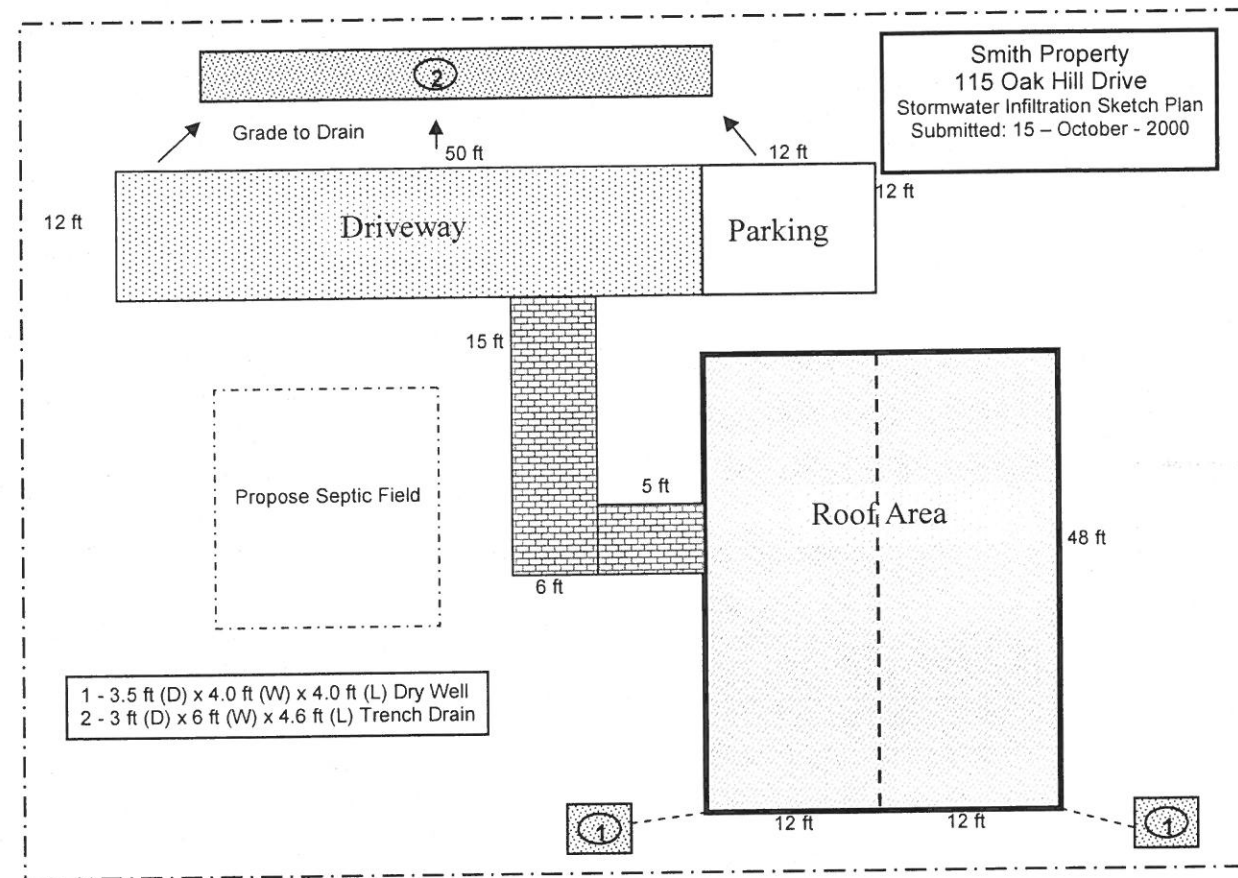 Smith Property
115 Oak Hill Drive
Stormwater Infiltration Sketch Plan
Submitted: 15 – October - 2000
2
Grade to Drain
50 ft
12 ft
12 ft
12 ft
Driveway
Parking
15 ft
Propose Septic Field
5 ft
Roof Area
48 ft
6 ft
1 - 3.5 ft (D) x 4.0 ft (W) x 4.0 ft (L) Dry Well
2 - 3 ft (D) x 6 ft (W) x 4.6 ft (L) Trench Drain
1
12 ft
12 ft
1